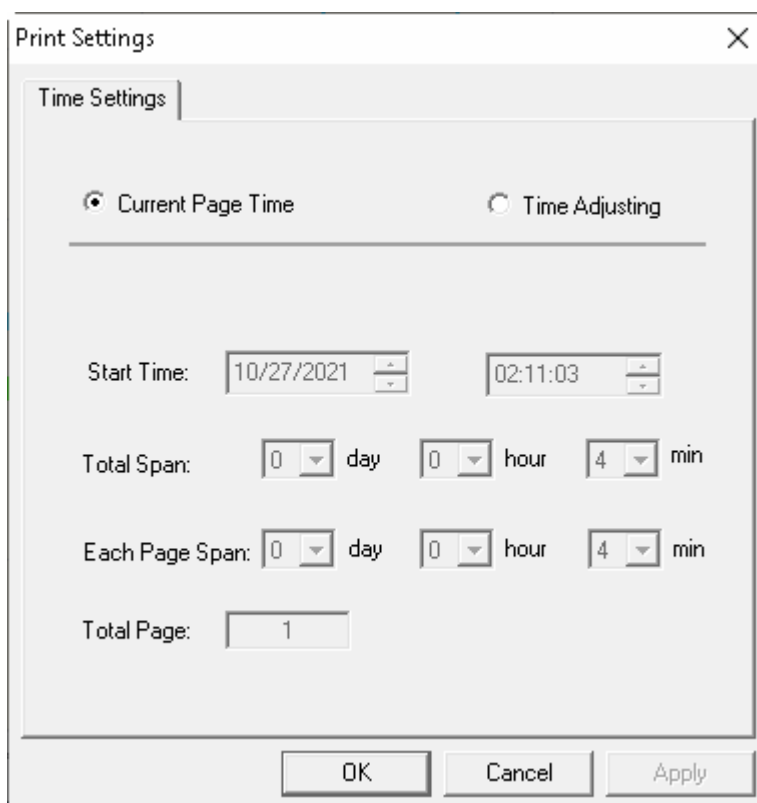 Print Settings
Time Settings
Current Page Time Time Adjusting
Start Time: 10/27/2021 02:11:03
Total Span: 0 day 0 hour 4 min
Each Page Span: 0 day 0 hour 4 min
Total Page: 1
OK Cancel Apply